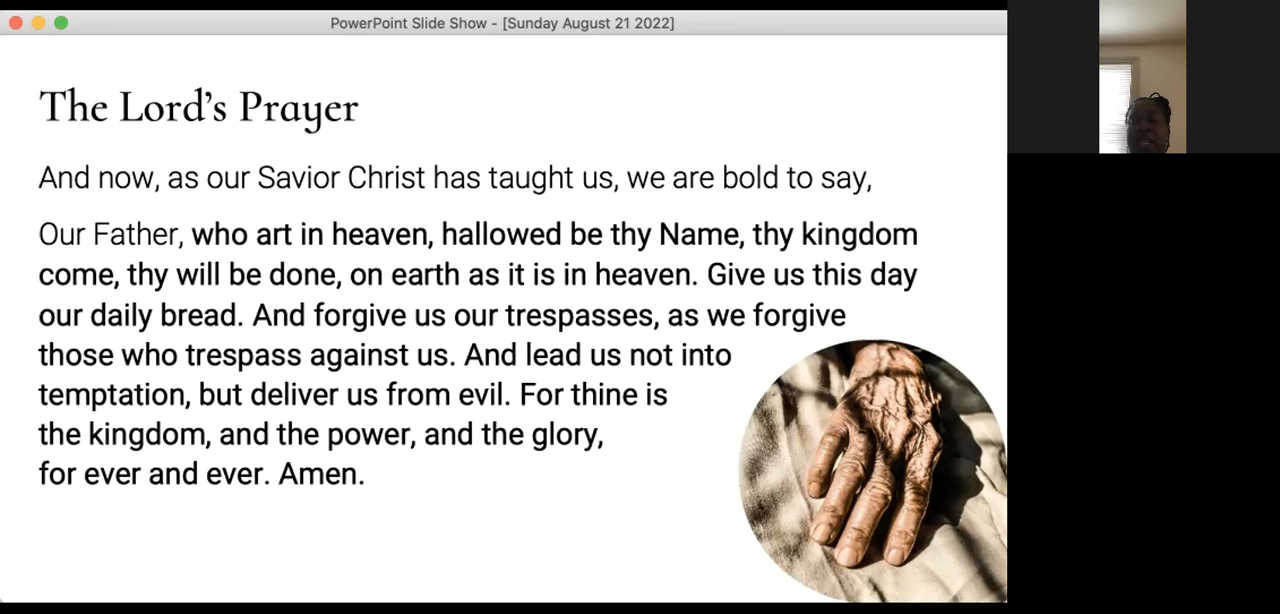 PowerPoint Slide Show - [Sunday August 21 2022]
The Lord’s Prayer
And now, as our Savior Christ has taught us, we are bold to say,
Our Father, who art in heaven, hallowed be thy Name, thy kingdom
come, thy will be done, on earth as it is in heaven. Give us this day
our daily bread. And forgive us our trespasses, as we forgive
those who trespass against us. And lead us not into
temptation, but deliver us from evil. For thine is
the kingdom, and the power, and the glory,
for ever and ever. Amen.